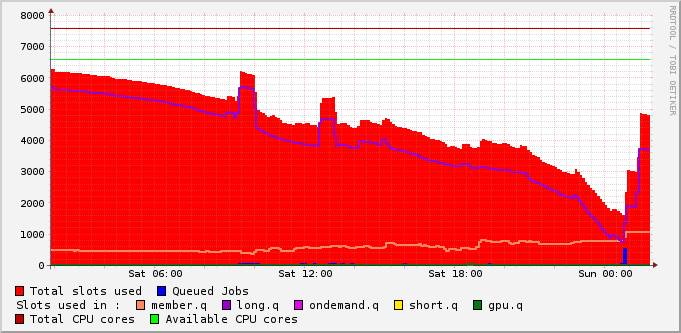 8000
7000
6000
5000
4000
3000
2000
1000
0
Sat 06:00 Sat 12:00 Sat 18:00 Sun 00:00
Total slots used Queued Jobs
Slots used in : member.q long.q ondemand.q short.q gpu.q
Total CPU cores Available CPU cores
RRDTOOL / TOBI OETIKER